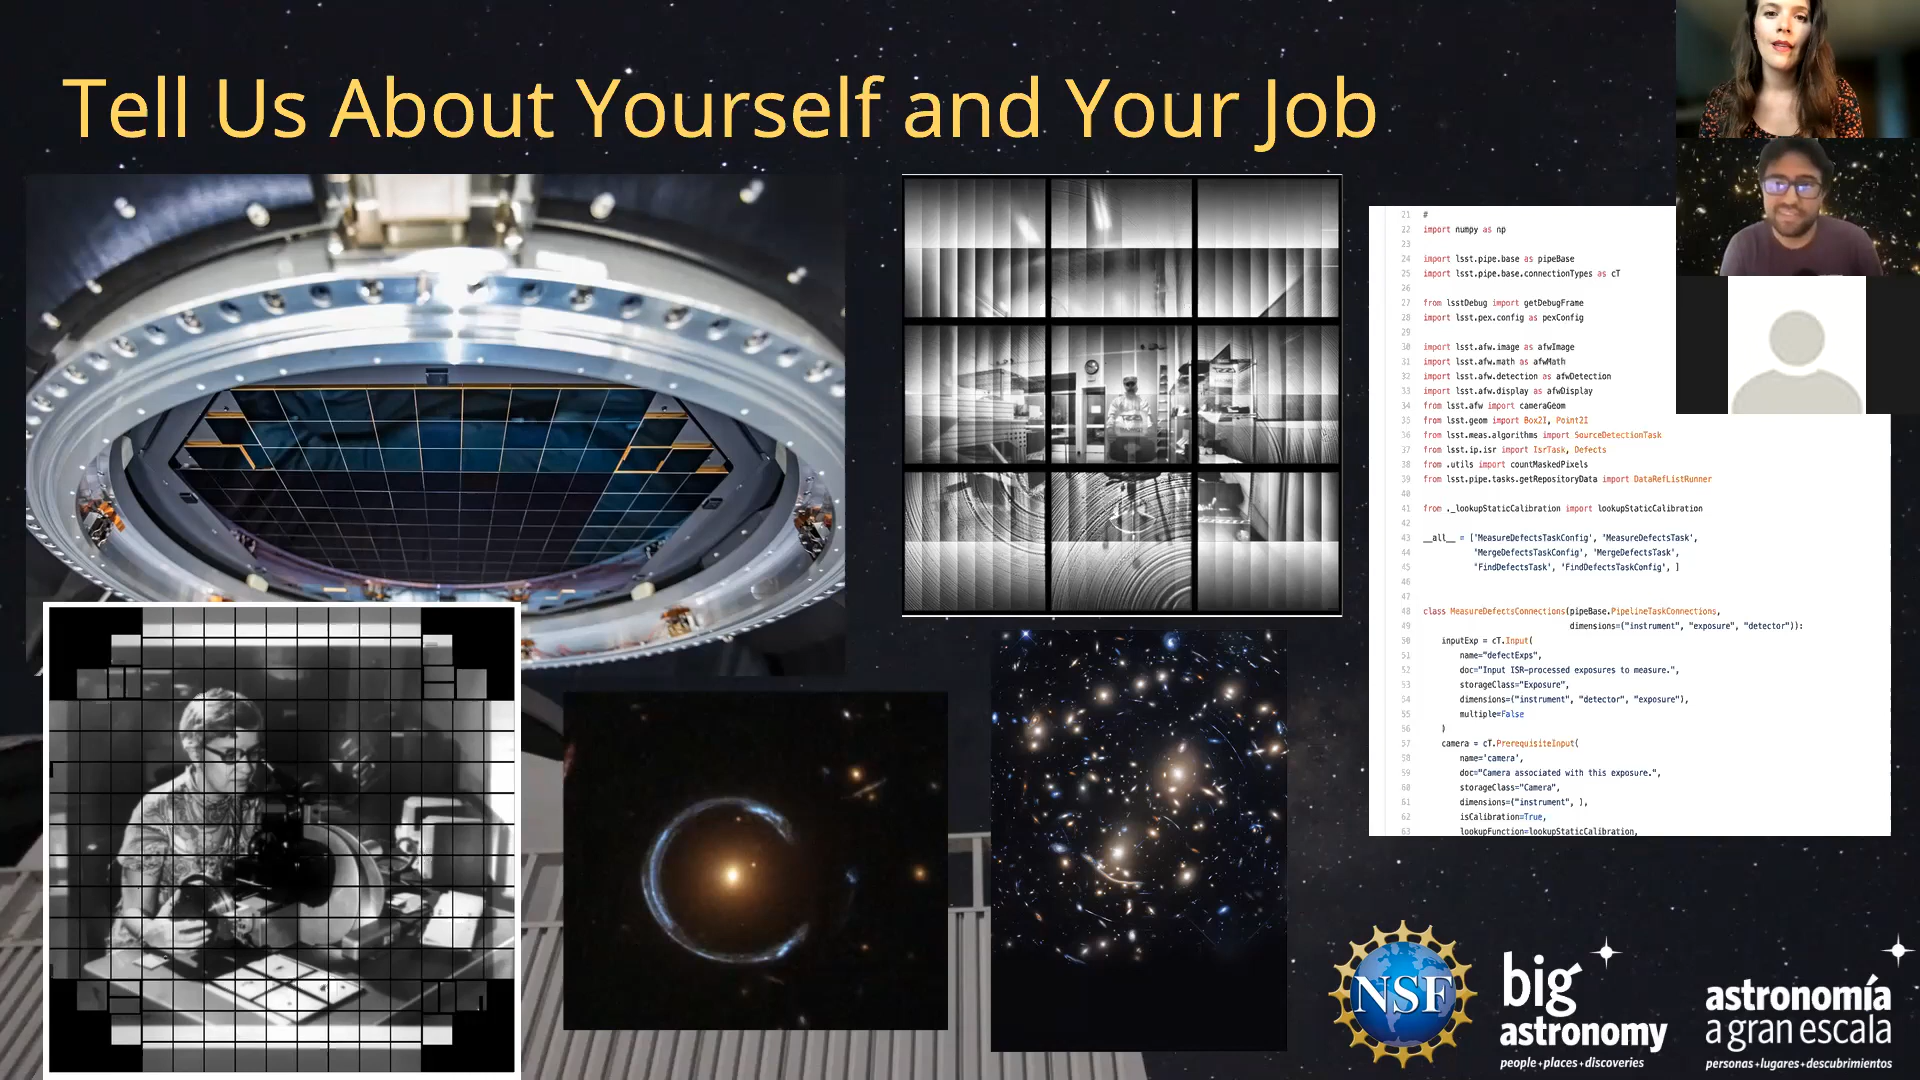 Tell Us About Yourself and Your Job
21 #
22 import numpy as np
23
24 import lsst.pipe.base as pipeBase
25 import lsst.pipe.base.connectionTypes as cT
26
27 from lsstDebug import getDebugFrame
28 import lsst.pex.config as pexConfig
29
30 import lsst.afw.image as afwImage
31 import lsst.afw.math as afwMath
32 import lsst.afw.detection as afwDetection
33 import lsst.afw.display as afwDisplay
34 from lsst.afw import cameraGeom
35 from lsst.geom import Box2I, Point2I
36 from lsst.meas.algorithms import SourceDetectionTask
37 from lsst.ip.isr import IsrTask, Defects
38 from .utils import countMaskedPixels
39 from lsst.pipe.tasks.getRepositoryData import DataRefListRunner
40
41 from ._lookupStaticCalibration import lookupStaticCalibration
42
43 __all__ = ['MeasureDefectsTaskConfig', 'MeasureDefectsTask',
44 'MergeDefectsTaskConfig', 'MergeDefectsTask',
45 'FindDefectsTask', 'FindDefectsTaskConfig', ]
46
47
48 class MeasureDefectsConnections(pipeBase.PipelineTaskConnections,
49 dimensions=("instrument", "exposure", "detector")):
50 inputExp = cT.Input(
51 name="defectExps",
52 doc="Input ISR-processed exposures to measure.",
53 storageClass="Exposure",
54 dimensions=("instrument", "detector", "exposure"),
55 multiple=False
56 )
57 camera = cT.PrerequisiteInput(
58 name='camera',
59 doc="Camera associated with this exposure.",
60 storageClass="Camera",
61 dimensions=("instrument", ),
62 isCalibration=True,
63 lookupFunction=lookupStaticCalibration,
NSF
big
astronomy
people•places•discoveries
astronomía
a gran escala
personas•lugares•descubrimientos